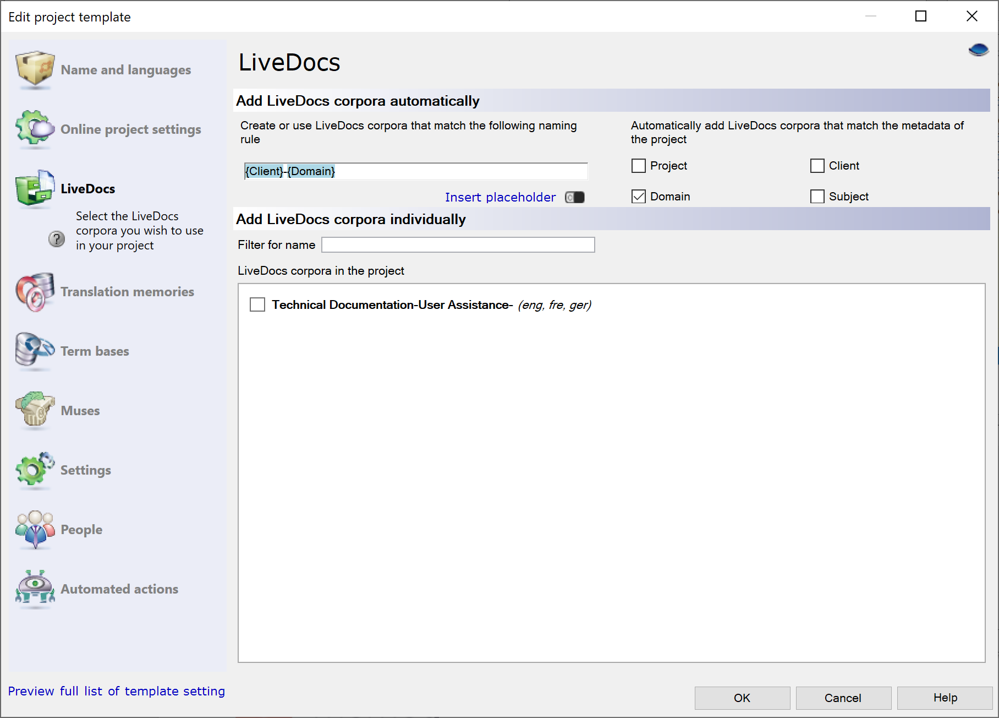 Edit project template
Name and languages
Online project settings
LiveDocs
Select the LiveDocs
corpora you wish to use
in your project
Translation memories
Term bases
Muses
Settings
People
Automated actions
Preview full list of template setting
LiveDocs
Add LiveDocs corpora automatically
Create or use LiveDocs corpora that match the following naming
rule
{Client}-{Domain}
Insert placeholder
Automatically add LiveDocs corpora that match the metadata of
the project
Project
Client
Domain
Subject
Add LiveDocs corpora individually
Filter for name
LiveDocs corpora in the project
Technical Documentation-User Assistance- (eng, fre, ger)
OK
Cancel
Help